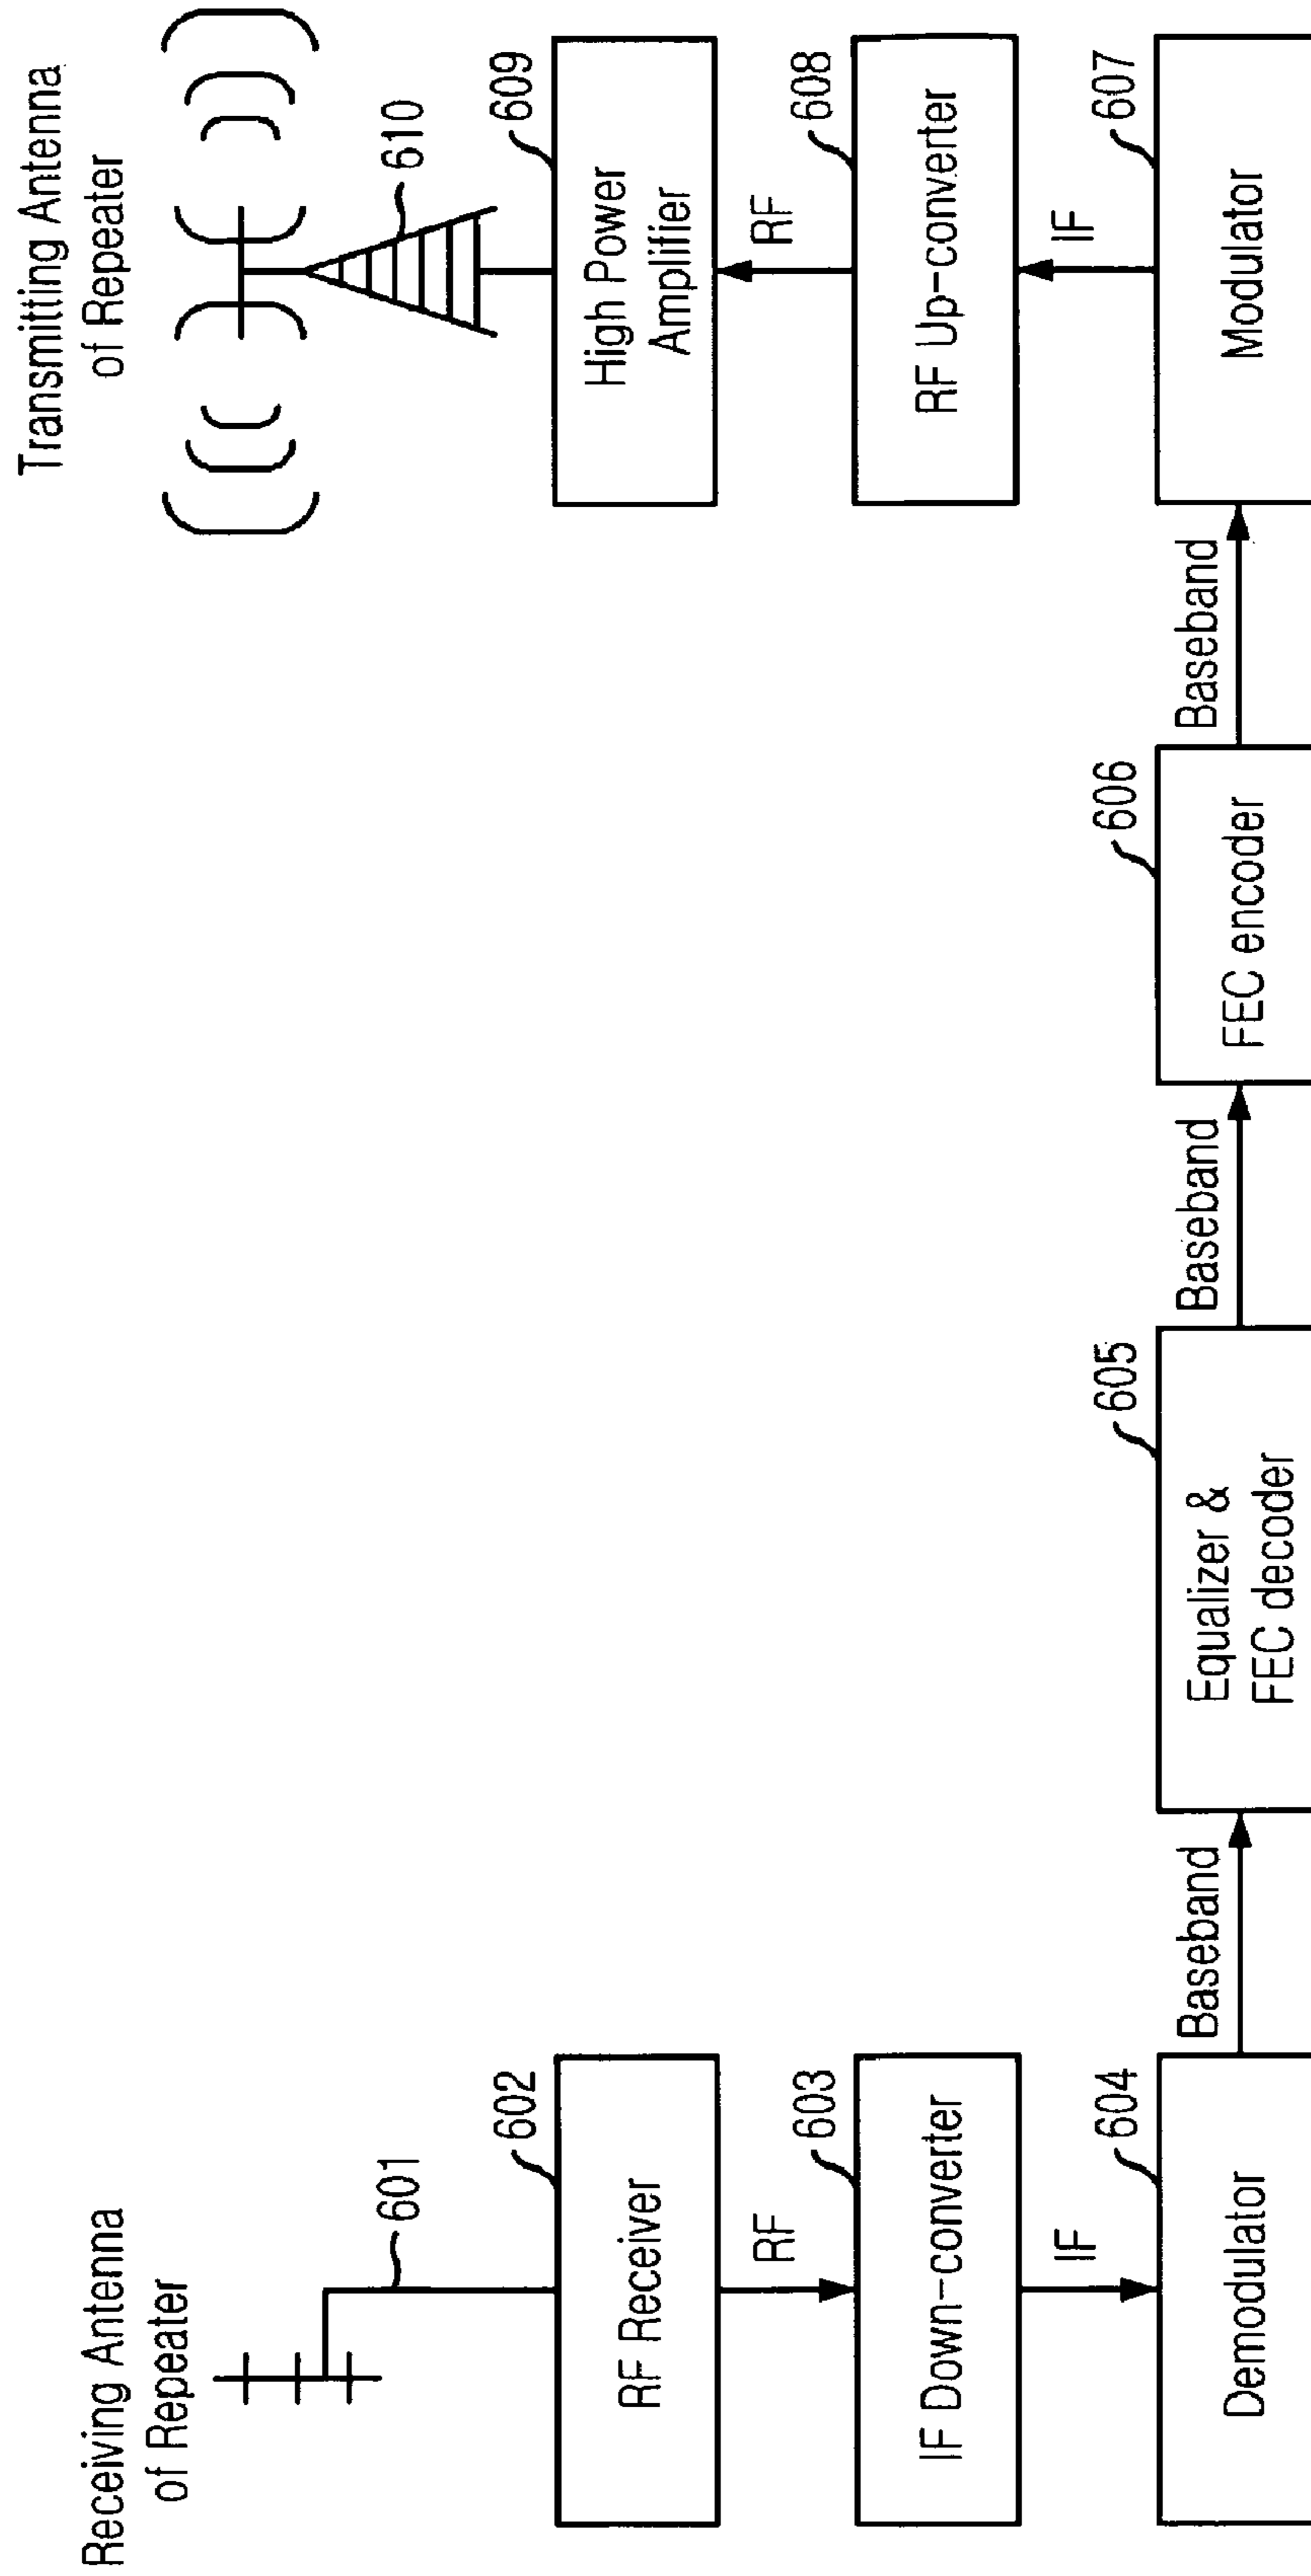 Receiving Antenna
of Repeater
601
602
RF Receiver
RF
603
IF Down-converter
IF
604
Demodulator
Baseband
605
Equalizer &
FEC decoder
Baseband
606
FEC encoder
Baseband
607
Modulator
IF
608
RF Up-converter
RF
609
High Power
Amplifier
610
Transmitting Antenna
of Repeater